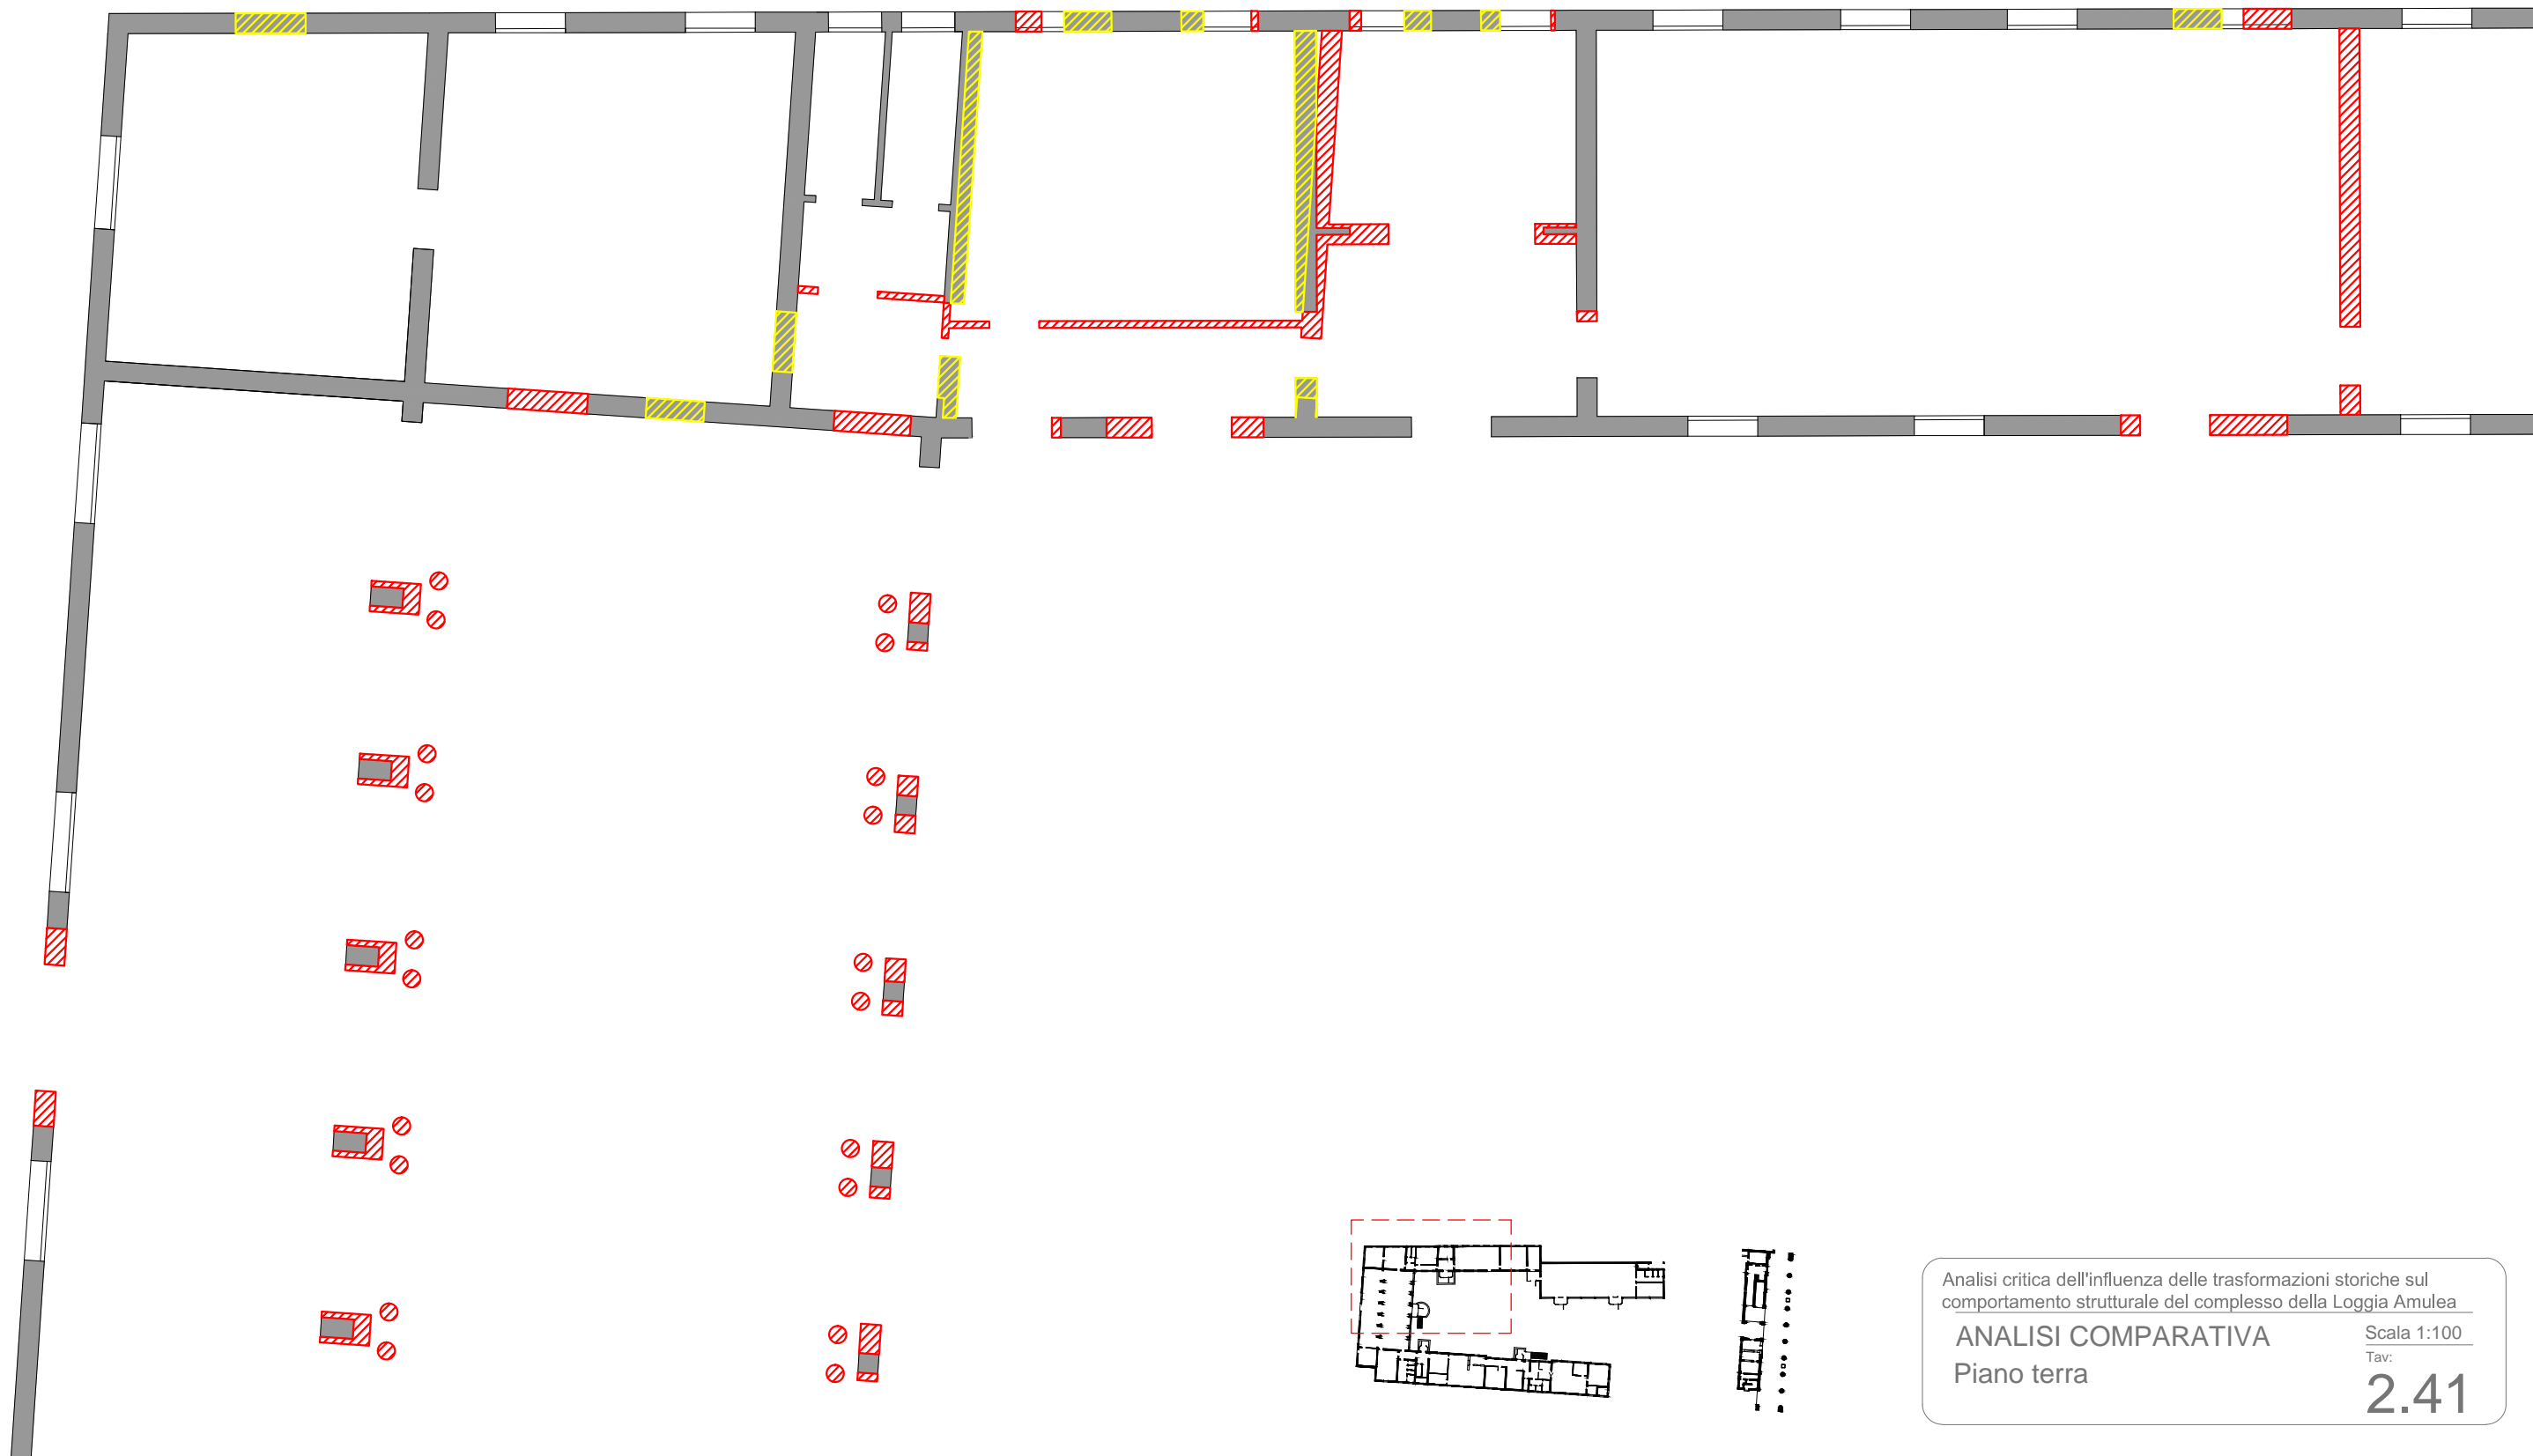 Analisi critica dell'influenza delle trasformazioni storiche sul
comportamento strutturale del complesso della Loggia Amulea
ANALISI COMPARATIVA
Scala 1:100
Piano terra
Tav:
2.41